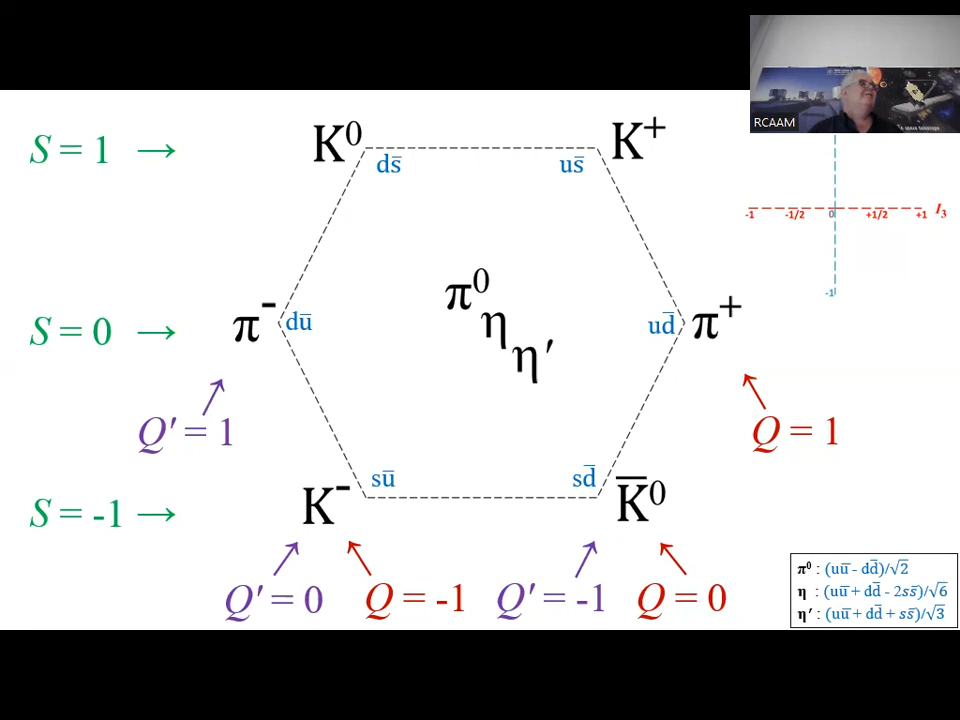 S = 1 →
K⁰
K⁺
ds̄
us̄
RCAAM
-1 -1/2 0 +1/2 +1 I₃
-1
S = 0 →
π⁻
dū
π⁰
η
η′
ud̄
π⁺
Q′ = 1
Q = 1
S = -1 →
K⁻
sū
sd̄
K̄⁰
Q′ = 0
Q = -1
Q′ = -1
Q = 0
π⁰ : (uū - dd̄)/√2
η : (uū + dd̄ - 2ss̄)/√6
η′ : (uū + dd̄ + ss̄)/√3